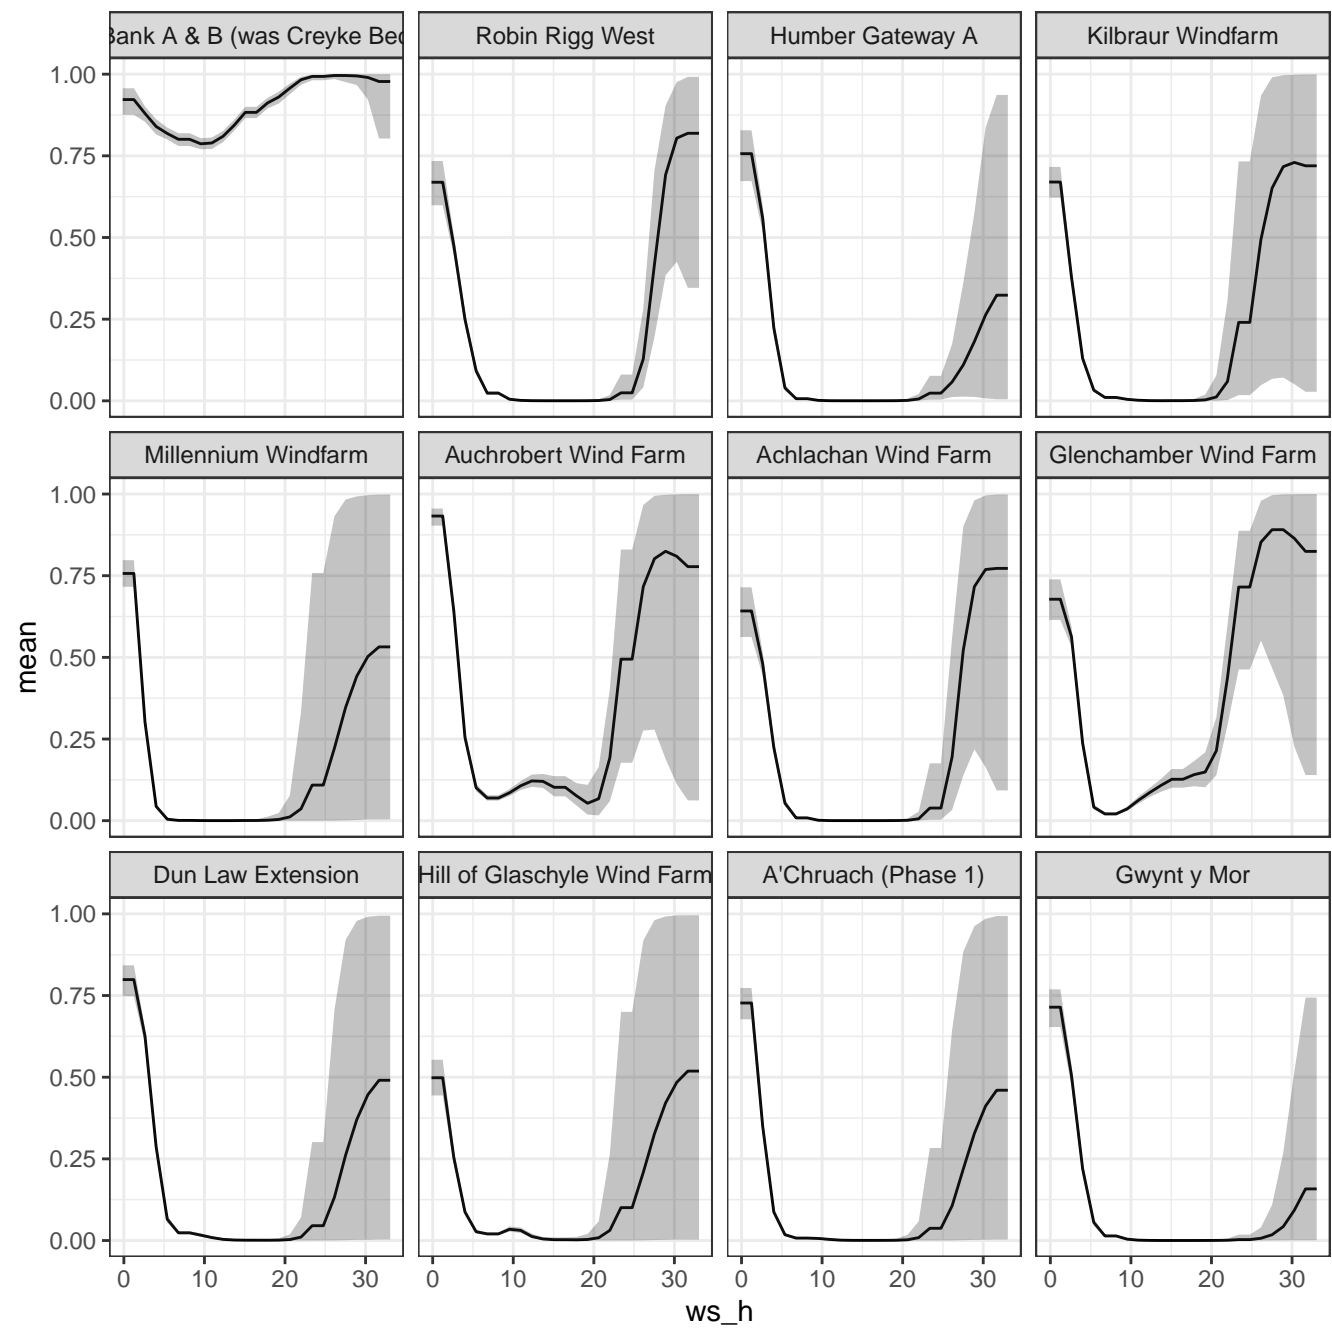 Bank A & B (was Creyke Bec
Robin Rigg West
Humber Gateway A
Kilbraur Windfarm
1.00
0.75
0.50
0.25
0.00
Millennium Windfarm
Auchrobert Wind Farm
Achlachan Wind Farm
Glenchamber Wind Farm
1.00
0.75
0.50
0.25
0.00
mean
Dun Law Extension
Hill of Glaschyle Wind Farm
A'Chruach (Phase 1)
Gwynt y Mor
1.00
0.75
0.50
0.25
0.00
0 10 20 30
0 10 20 30
0 10 20 30
0 10 20 30
ws_h